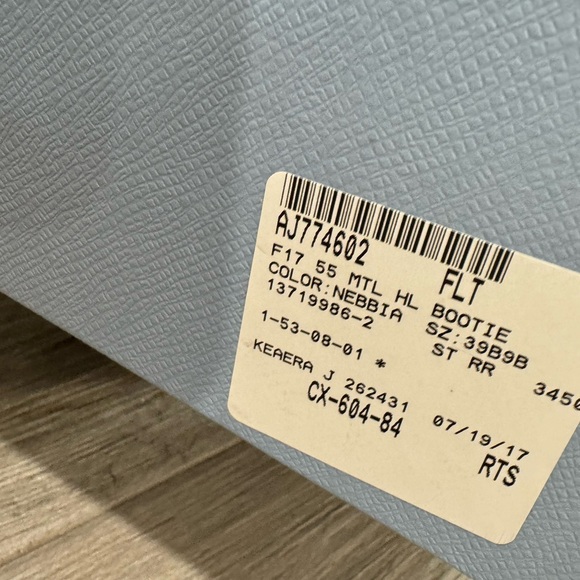 AJ774602 FLT
F17 55 MTL HL BOOTIE
COLOR:NEBBIA SZ:39B9B
13719986-2 ST RR
1-53-08-01 * 3450
KEAERA J 262431 07/19/17
CX-604-84 RTS